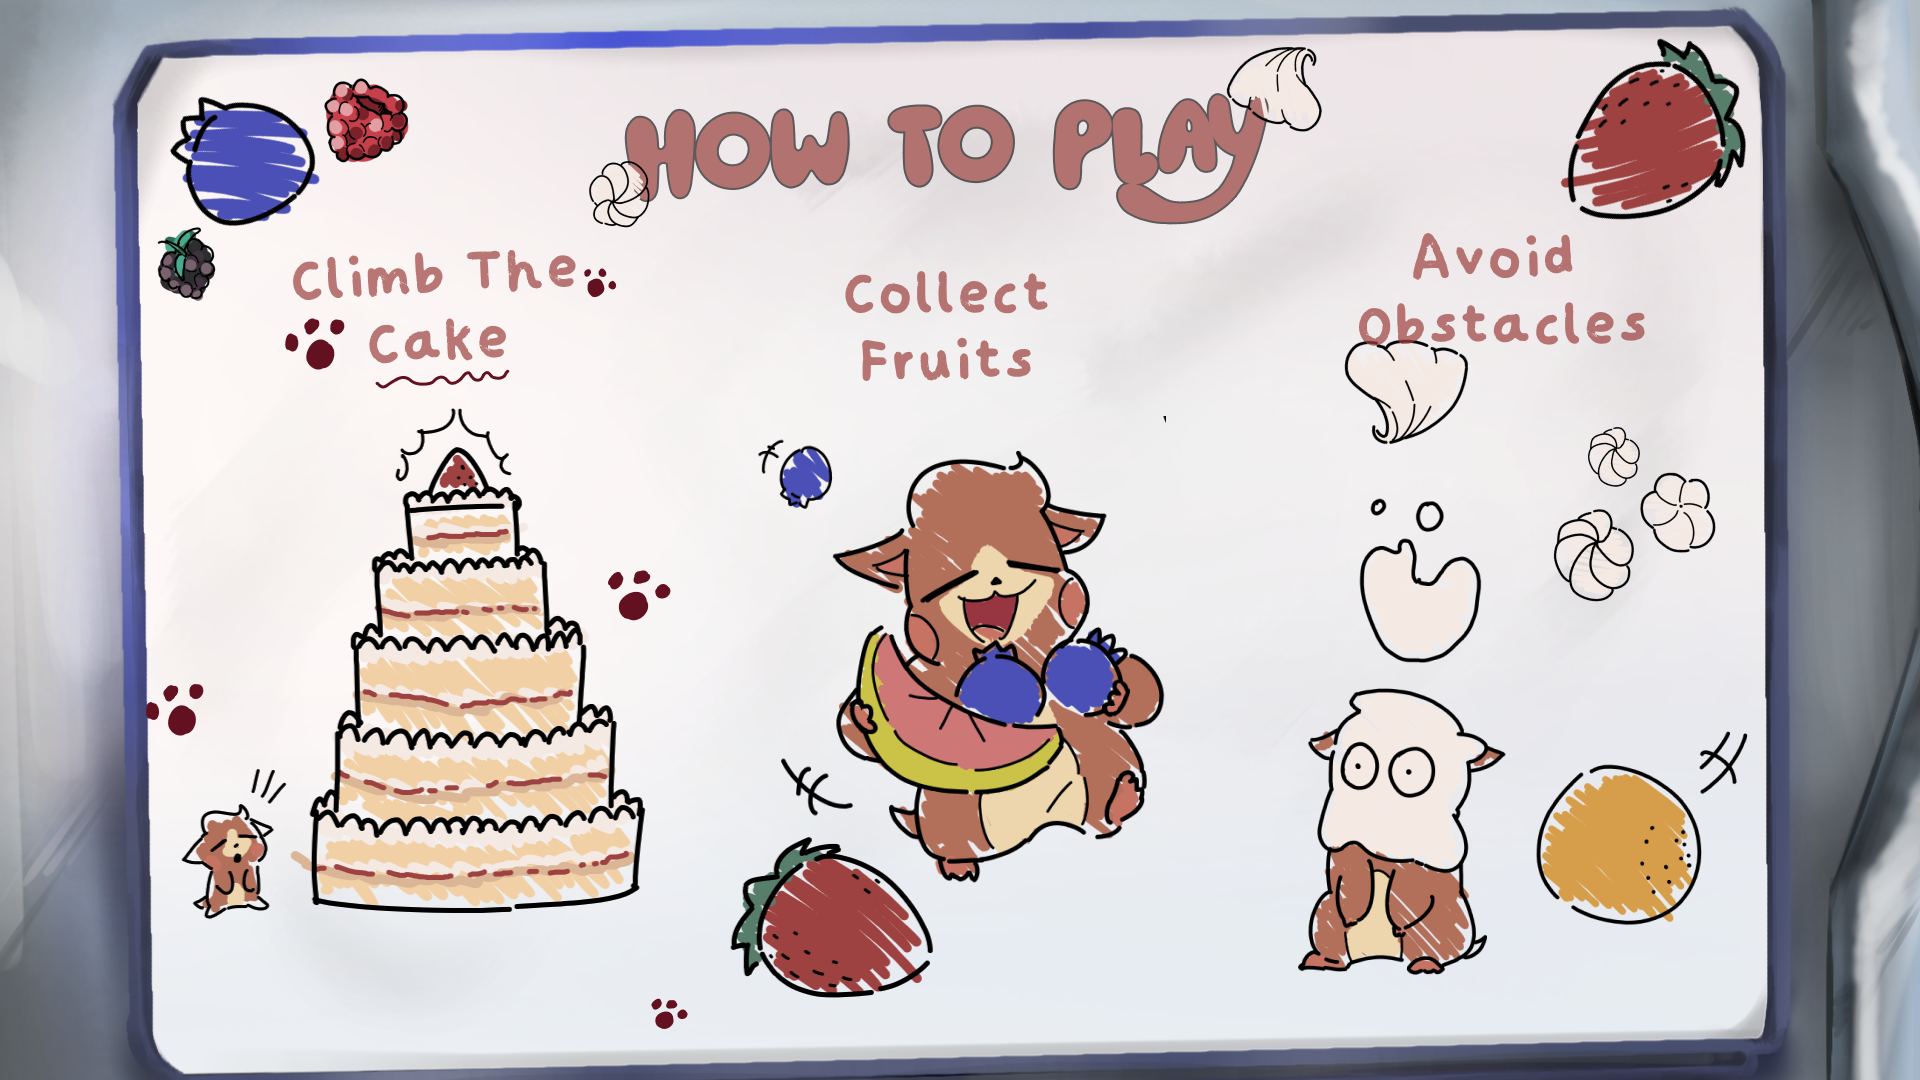 HOW TO PLAY
Climb The
Cake
Collect
Fruits
Avoid
Obstacles